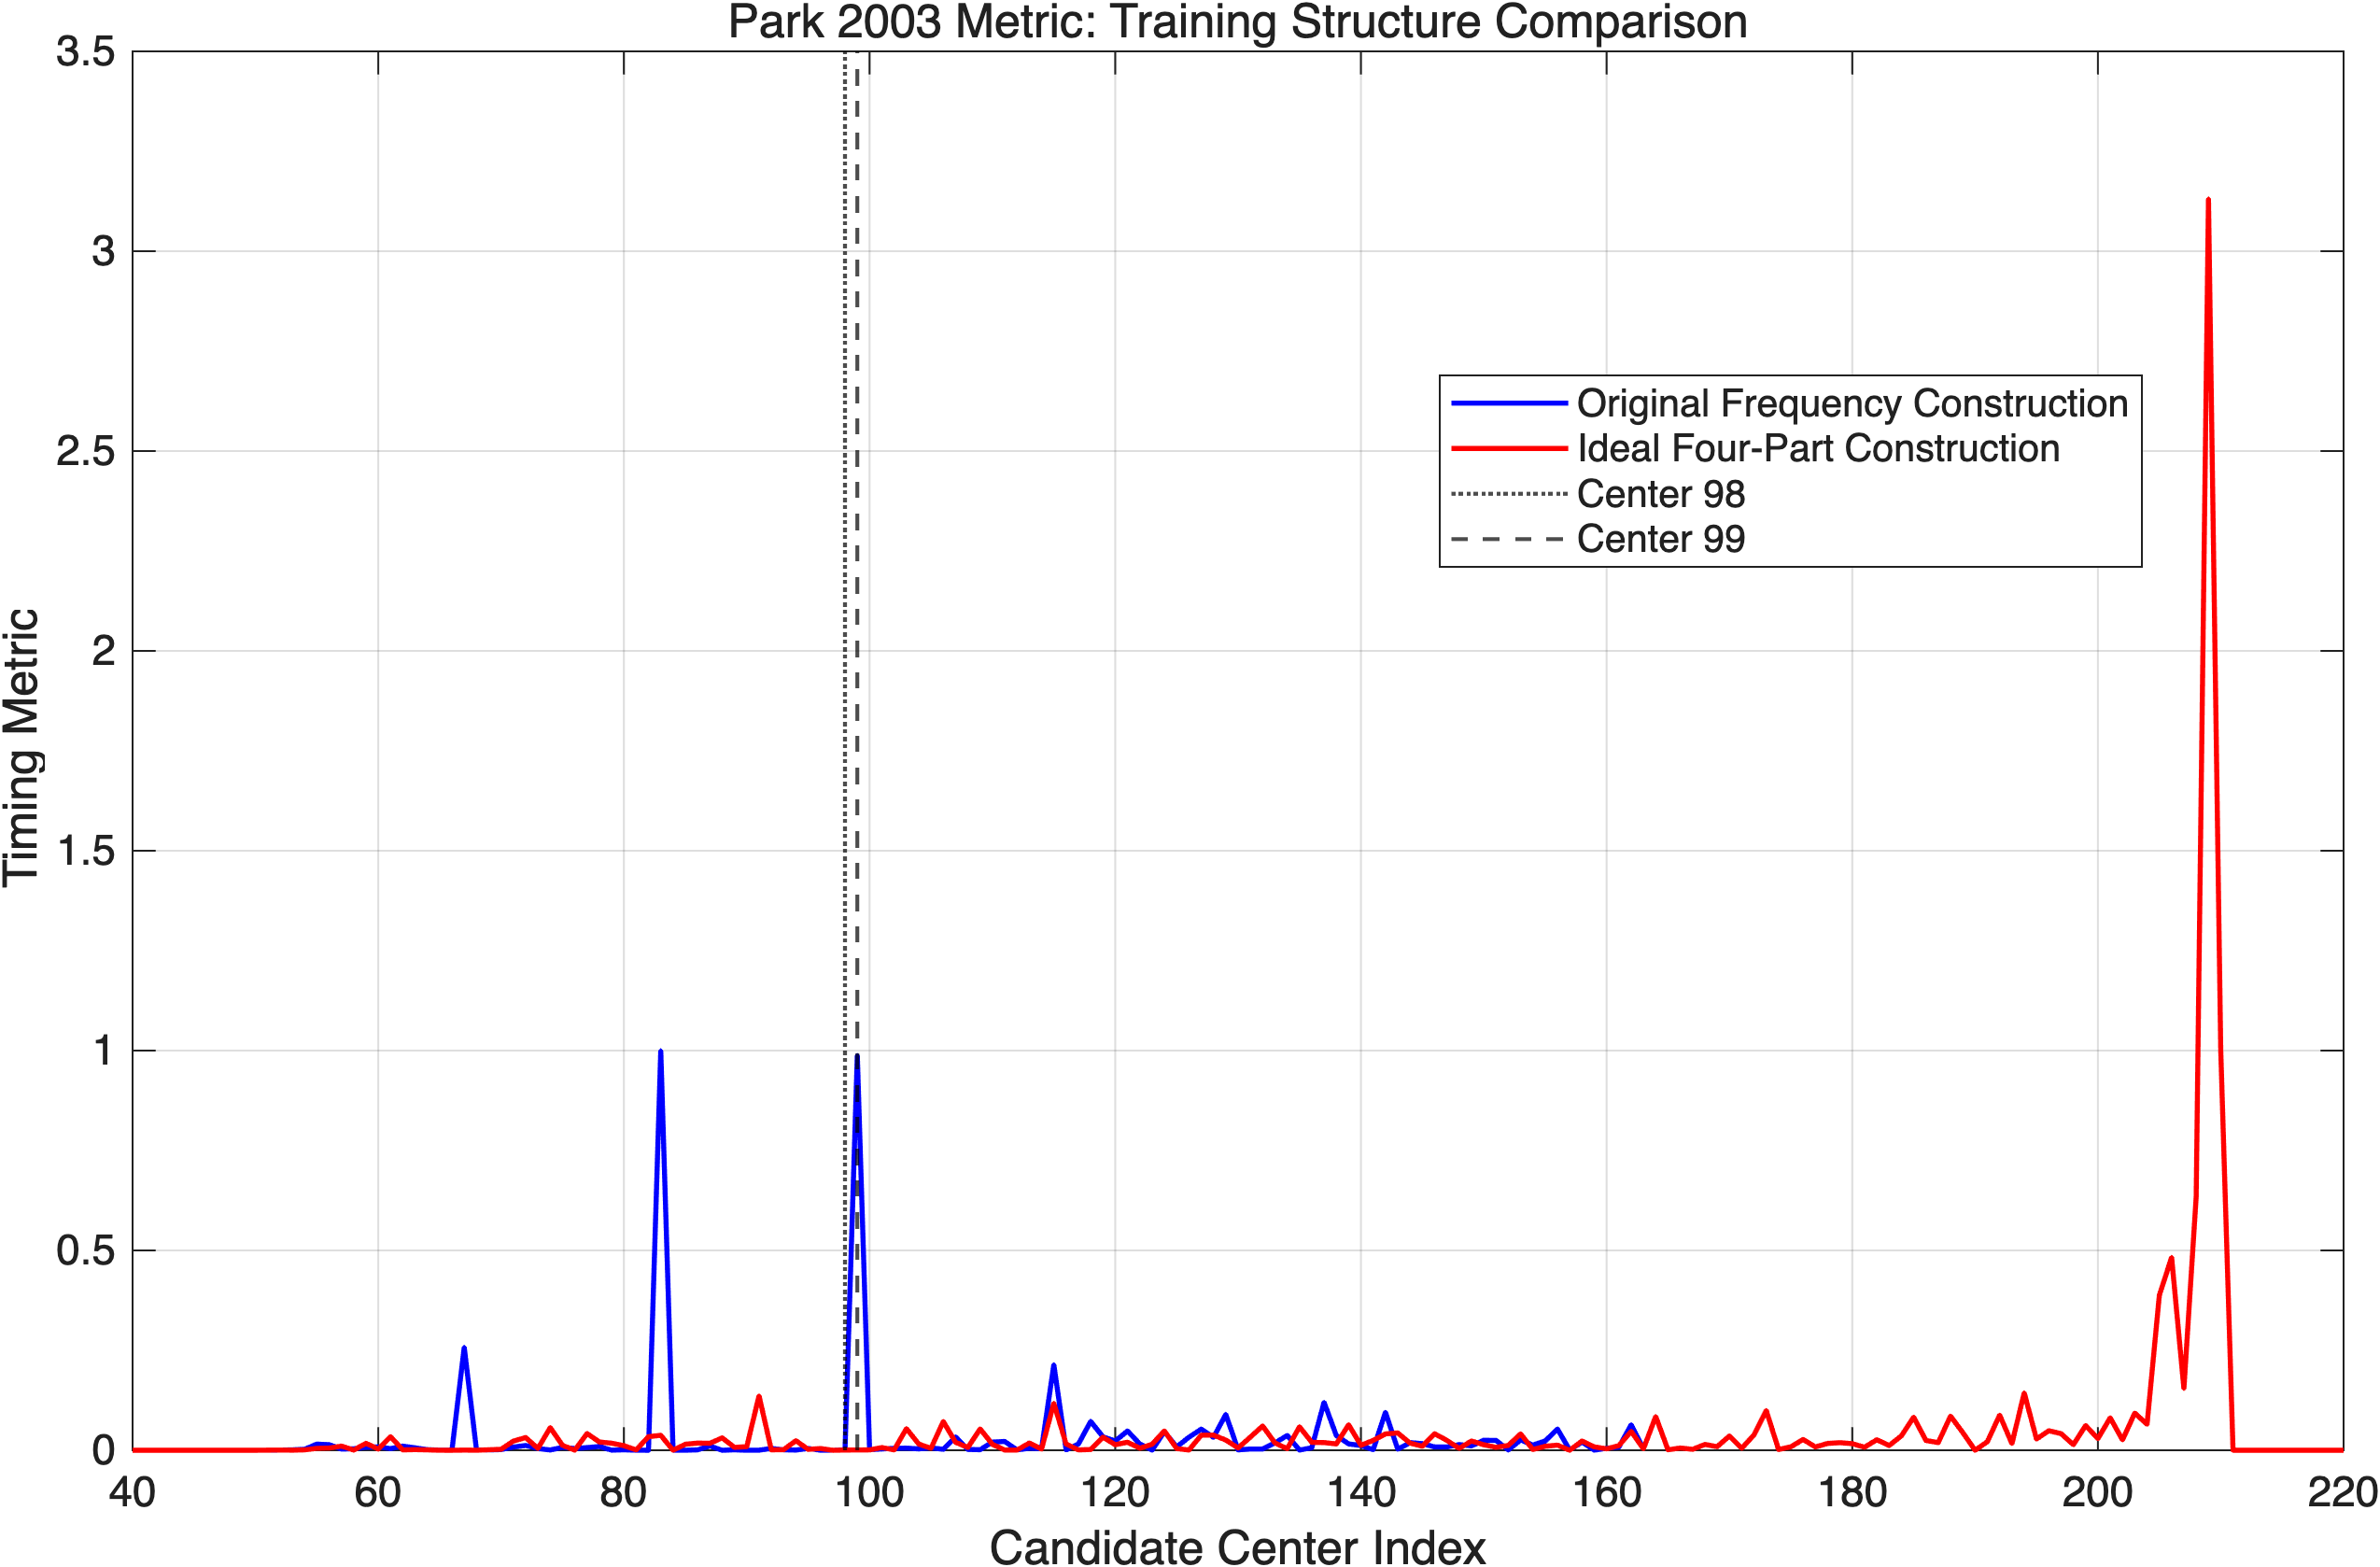 Park 2003 Metric: Training Structure Comparison
3.5
3
2.5
2
1.5
1
0.5
0
Timing Metric
Original Frequency Construction
Ideal Four-Part Construction
Center 98
Center 99
40 60 80 100 120 140 160 180 200 220
Candidate Center Index